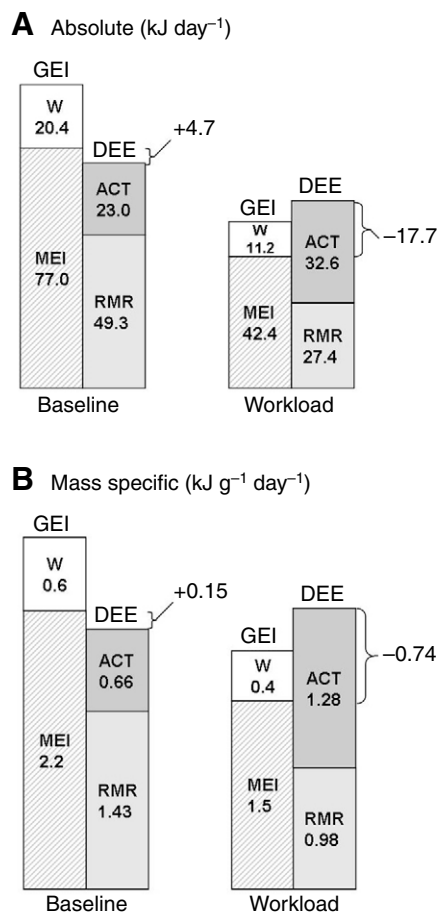 A Absolute (kJ day⁻¹)
GEI
W
20.4
DEE
+4.7
ACT
23.0
MEI
77.0
RMR
49.3
Baseline
DEE
GEI
W
11.2
ACT
32.6
–17.7
MEI
42.4
RMR
27.4
Workload
B Mass specific (kJ g⁻¹ day⁻¹)
GEI
W
0.6
DEE
+0.15
ACT
0.66
MEI
2.2
RMR
1.43
Baseline
DEE
GEI
W
0.4
ACT
1.28
–0.74
MEI
1.5
RMR
0.98
Workload